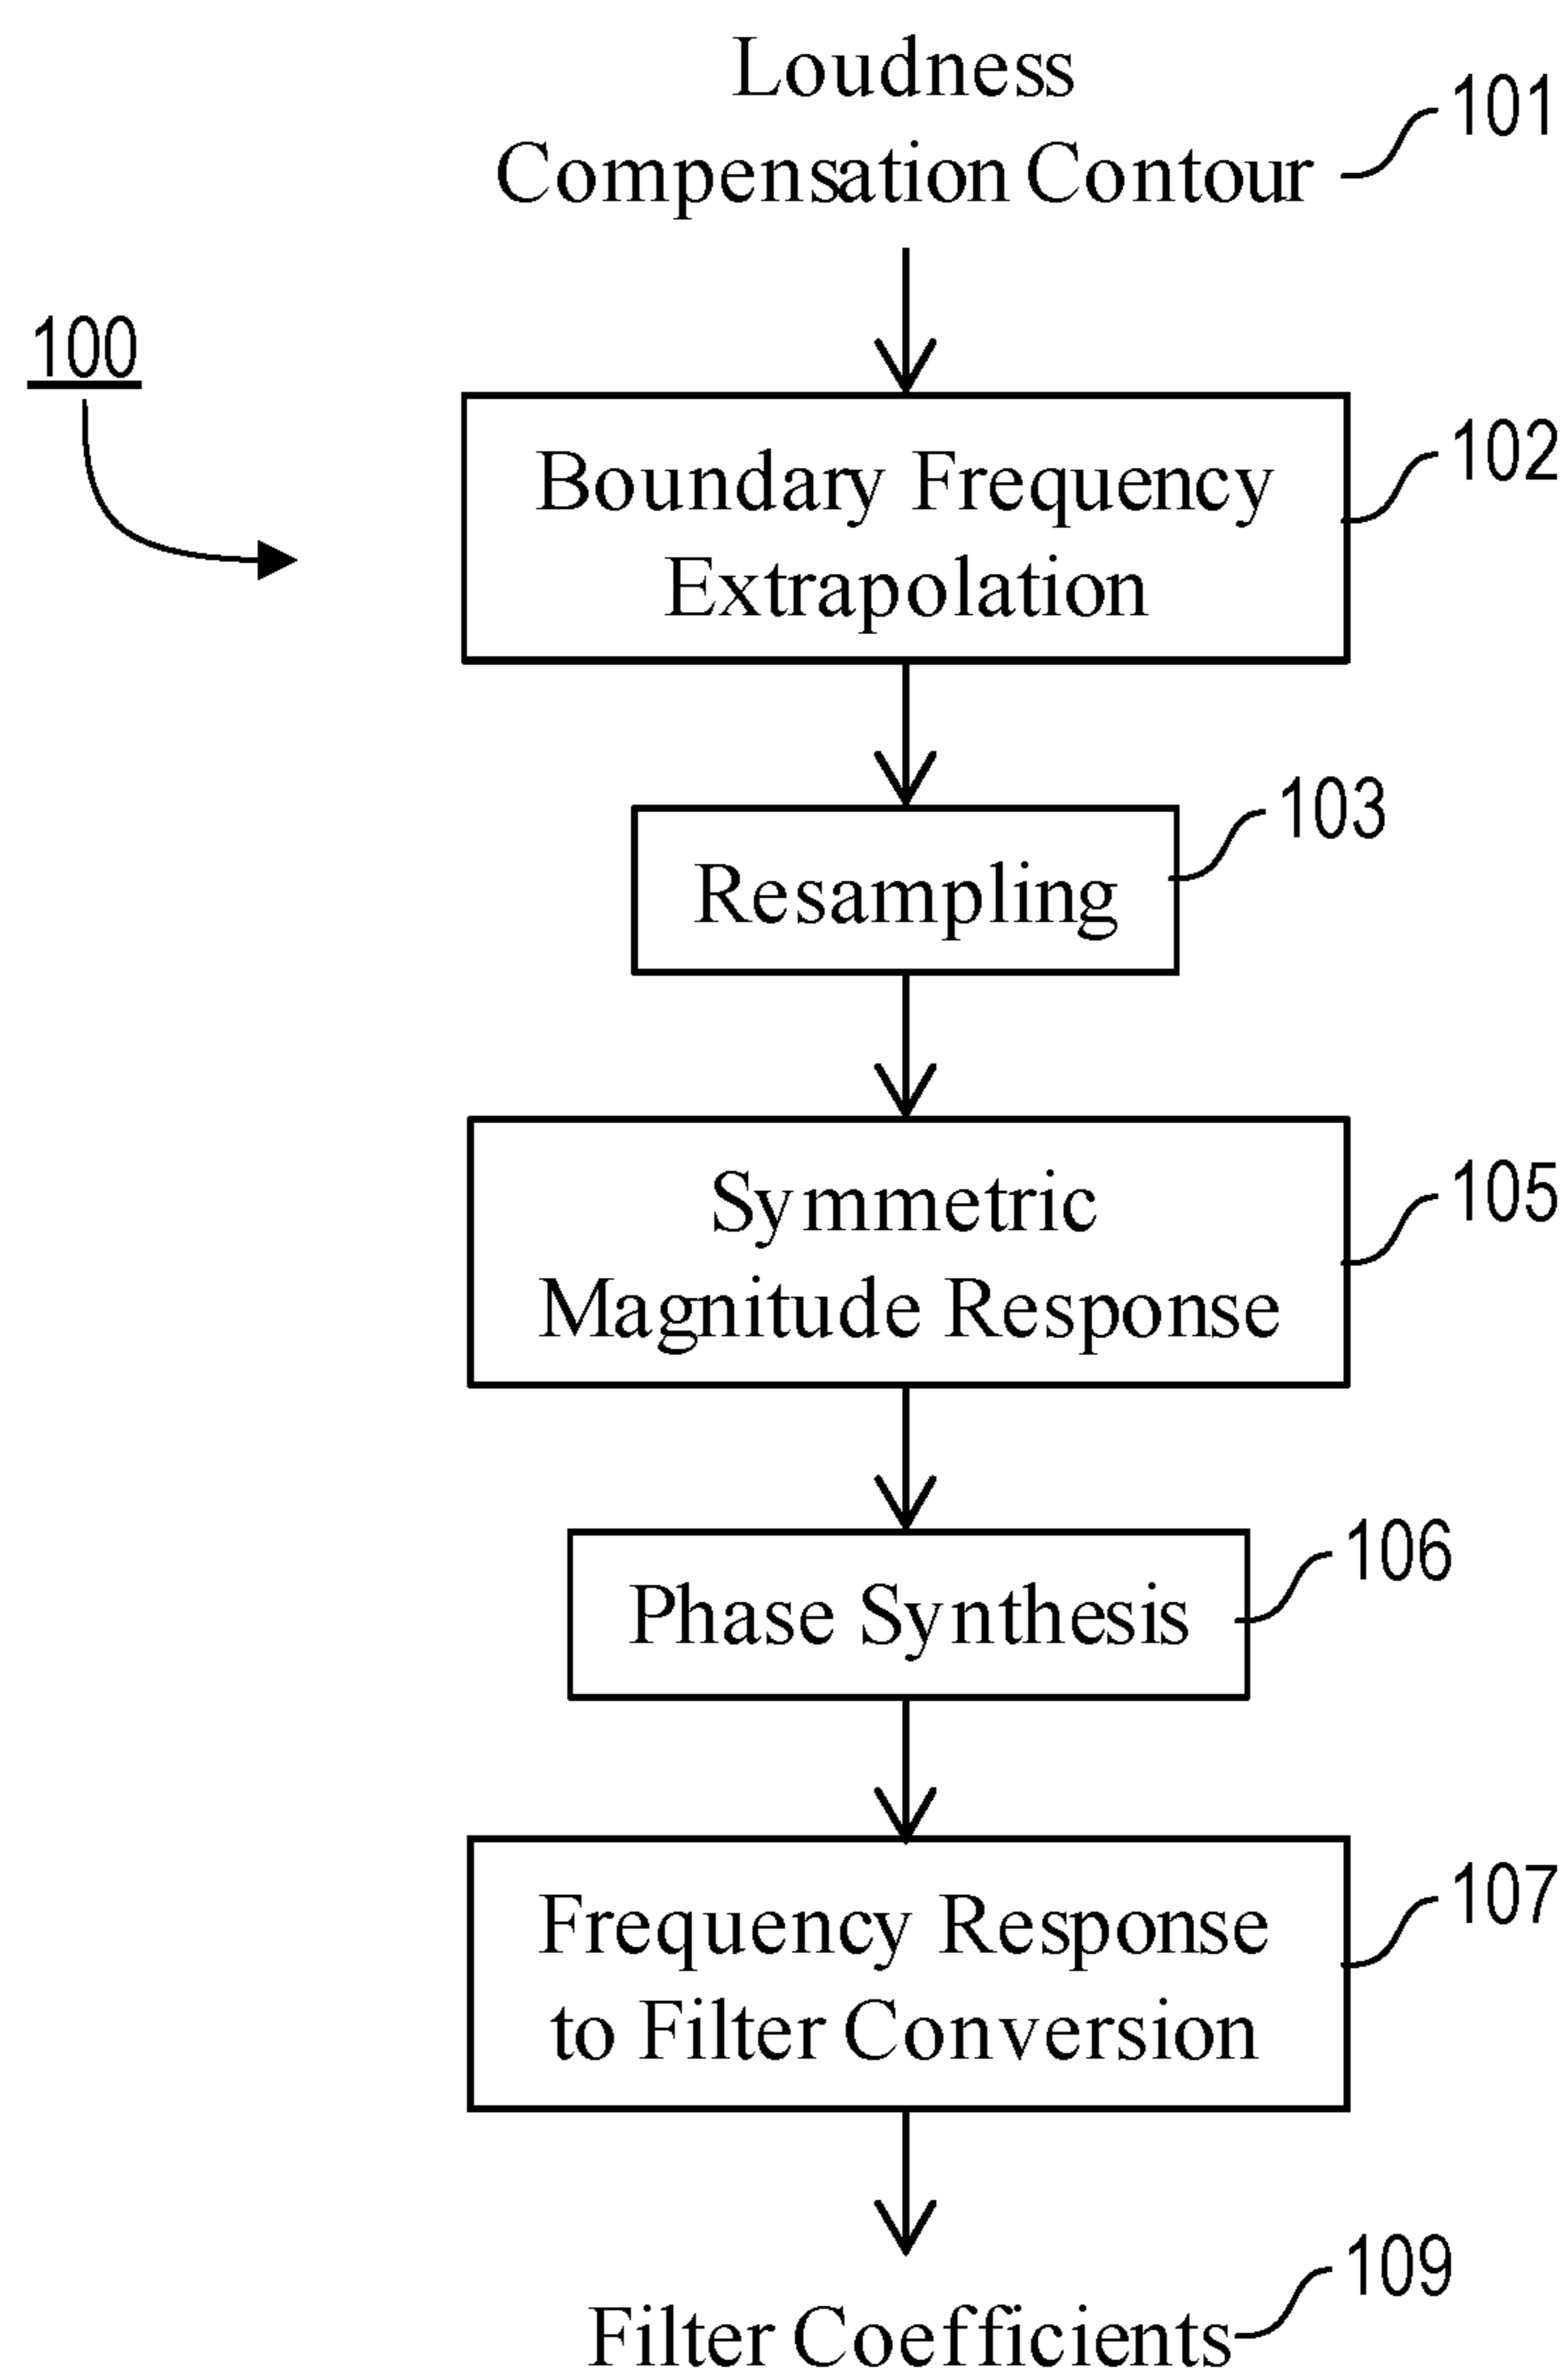 Loudness
Compensation Contour
101
100
Boundary Frequency
Extrapolation
102
Resampling
103
Symmetric
Magnitude Response
105
Phase Synthesis
106
Frequency Response
to Filter Conversion
107
Filter Coefficients
109